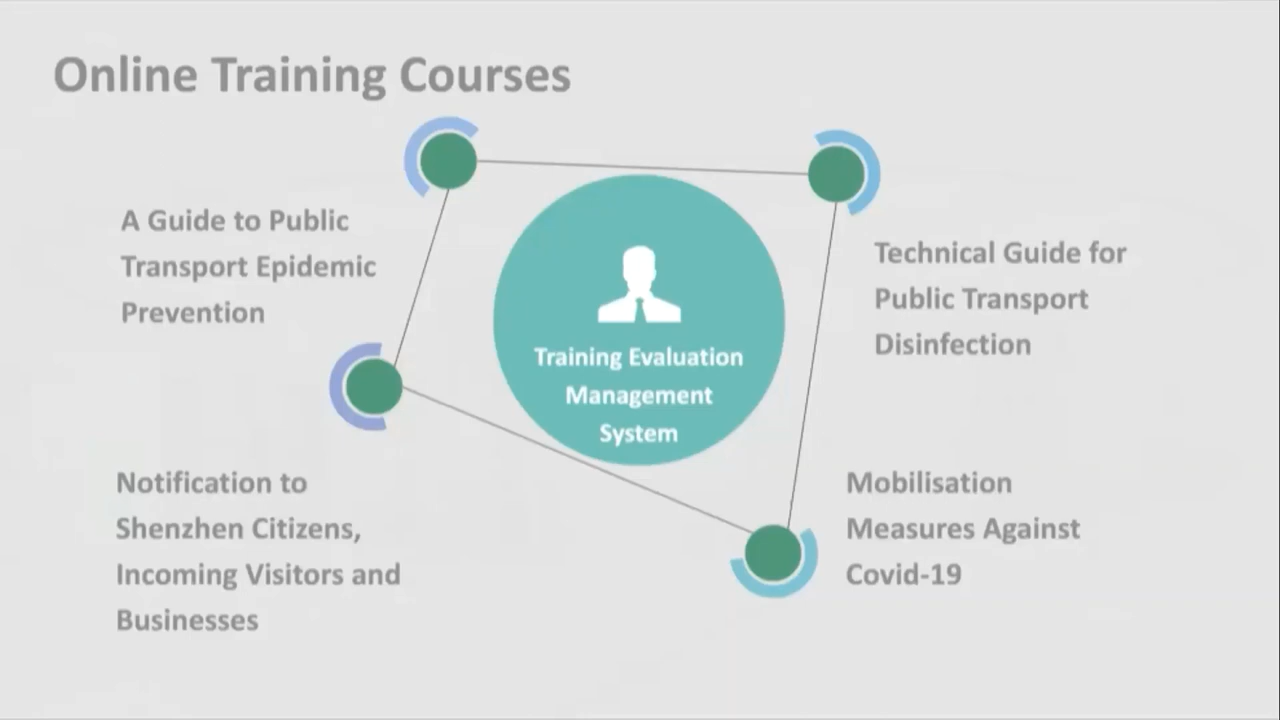 Online Training Courses
A Guide to Public
Transport Epidemic
Prevention
Technical Guide for
Public Transport
Disinfection
Training Evaluation
Management
System
Notification to
Shenzhen Citizens,
Incoming Visitors and
Businesses
Mobilisation
Measures Against
Covid-19